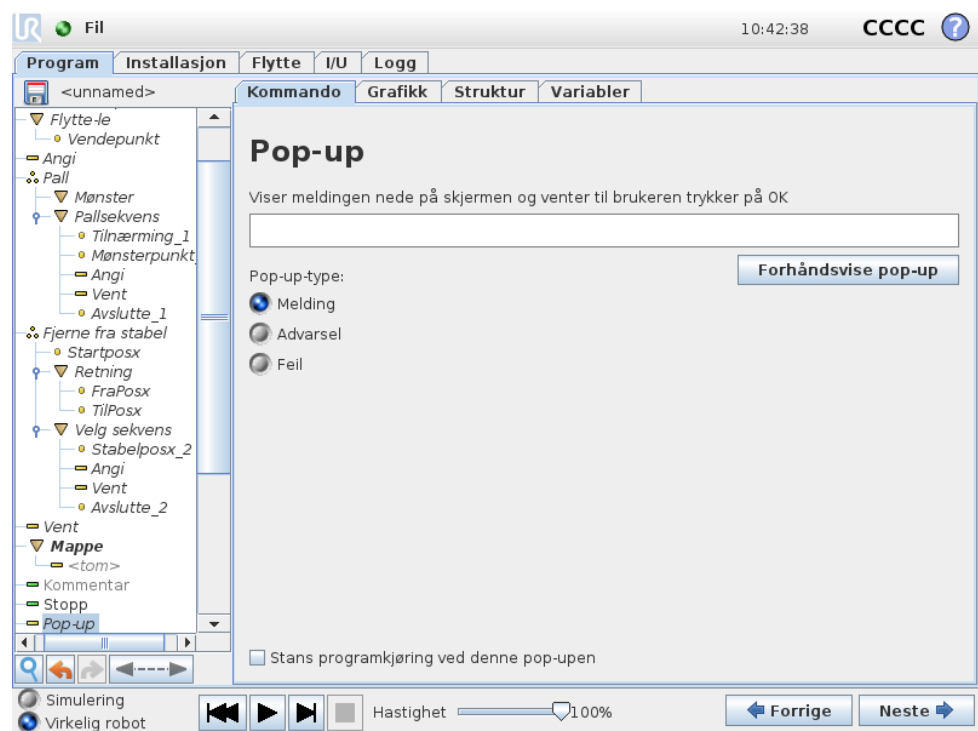 UR Fil 10:42:38 CCCC ?
Program Installasjon Flytte I/U Logg
<unnamed>
Kommando Grafikk Struktur Variabler
Flytte-le
Vendepunkt
Angi
Pall
Mønster
Pallsekvens
Tilnærming_1
Mønsterpunkt_
Angi
Vent
Avslutte_1
Fjerne fra stabel
Startposx
Retning
FraPosx
TilPosx
Velg sekvens
Stabelposx_2
Angi
Vent
Avslutte_2
Vent
Mappe
<tom>
Kommentar
Stopp
Pop-up
Pop-up
Viser meldingen nede på skjermen og venter til brukeren trykker på OK
Forhåndsvise pop-up
Pop-up-type:
Melding
Advarsel
Feil
Stans programkjøring ved denne pop-upen
Simulering
Virkelig robot
Hastighet 100%
Forrige Neste